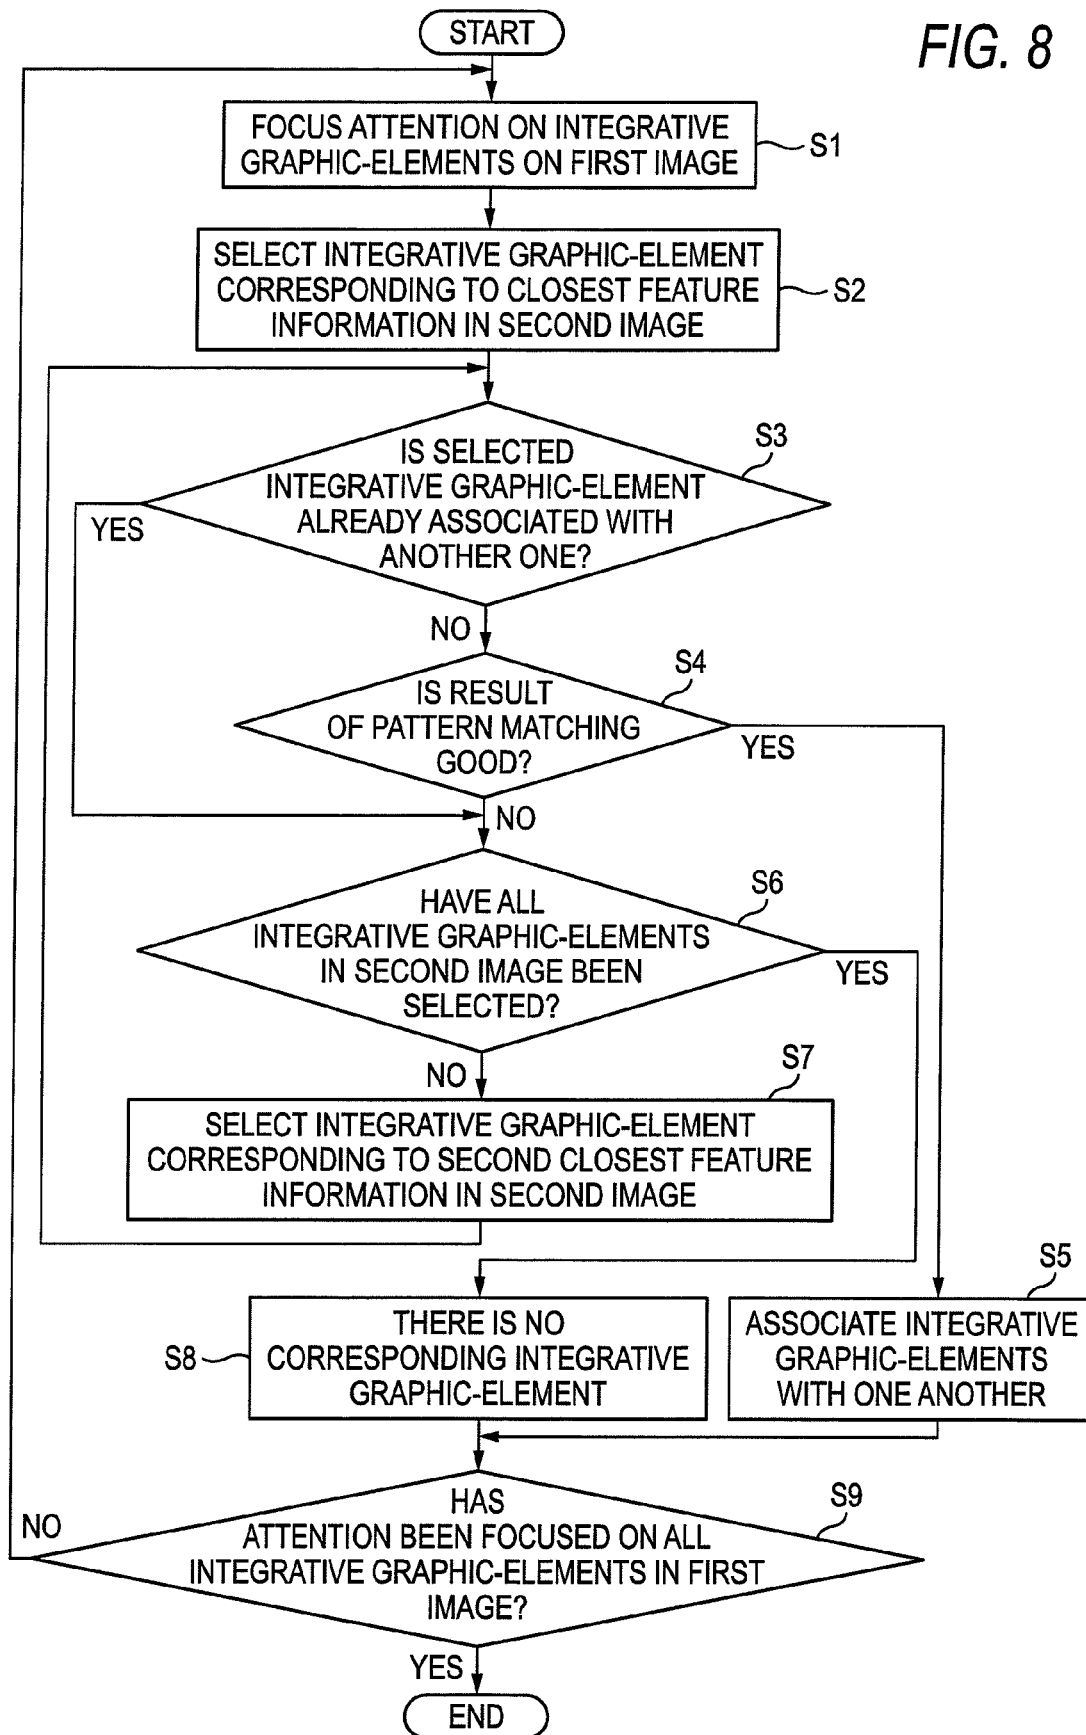 FIG. 8
START
FOCUS ATTENTION ON INTEGRATIVE
GRAPHIC-ELEMENTS ON FIRST IMAGE
S1
SELECT INTEGRATIVE GRAPHIC-ELEMENT
CORRESPONDING TO CLOSEST FEATURE
INFORMATION IN SECOND IMAGE
S2
IS SELECTED
INTEGRATIVE GRAPHIC-ELEMENT
ALREADY ASSOCIATED WITH
ANOTHER ONE?
S3
YES
NO
IS RESULT
OF PATTERN MATCHING
GOOD?
S4
YES
NO
HAVE ALL
INTEGRATIVE GRAPHIC-ELEMENTS
IN SECOND IMAGE BEEN
SELECTED?
S6
YES
NO
S7
SELECT INTEGRATIVE GRAPHIC-ELEMENT
CORRESPONDING TO SECOND CLOSEST FEATURE
INFORMATION IN SECOND IMAGE
S8
THERE IS NO
CORRESPONDING INTEGRATIVE
GRAPHIC-ELEMENT
S5
ASSOCIATE INTEGRATIVE
GRAPHIC-ELEMENTS
WITH ONE ANOTHER
S9
HAS
ATTENTION BEEN FOCUSED ON ALL
INTEGRATIVE GRAPHIC-ELEMENTS IN FIRST
IMAGE?
NO
YES
END